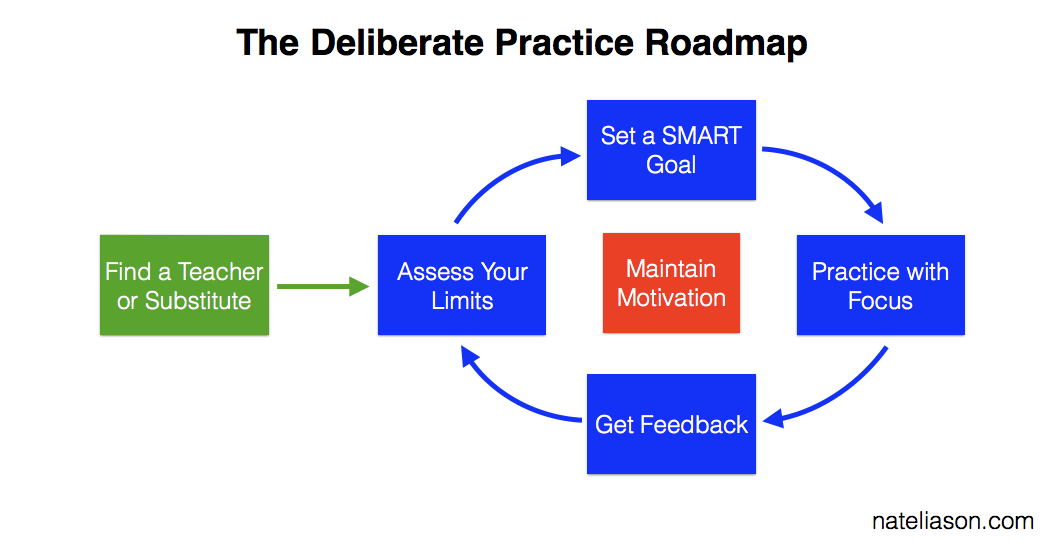 The Deliberate Practice Roadmap
Set a SMART
Goal
Find a Teacher
or Substitute
Assess Your
Limits
Maintain
Motivation
Practice with
Focus
Get Feedback
nateliason.com